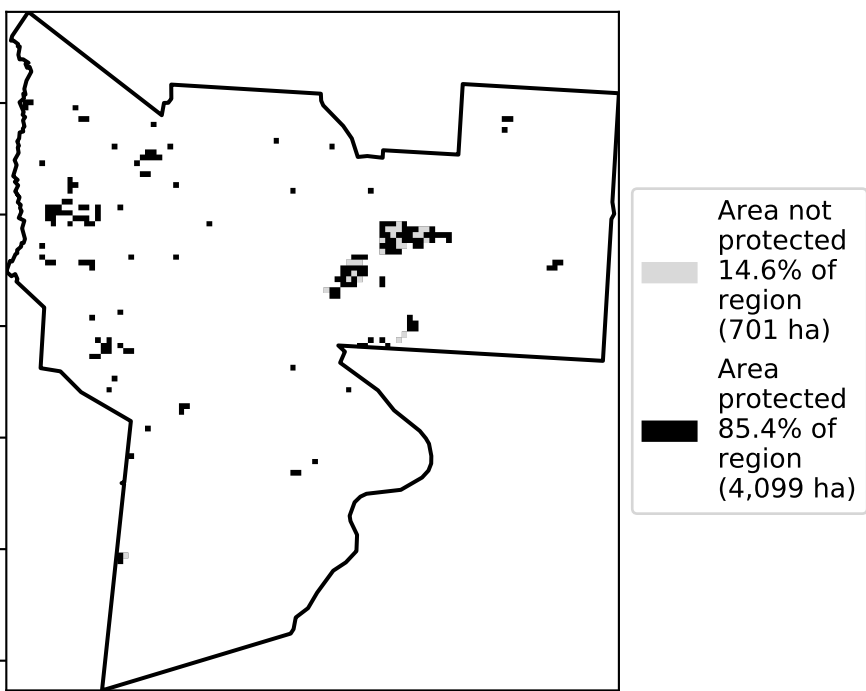 Area not
protected
14.6% of
region
(701 ha)
Area
protected
85.4% of
region
(4,099 ha)